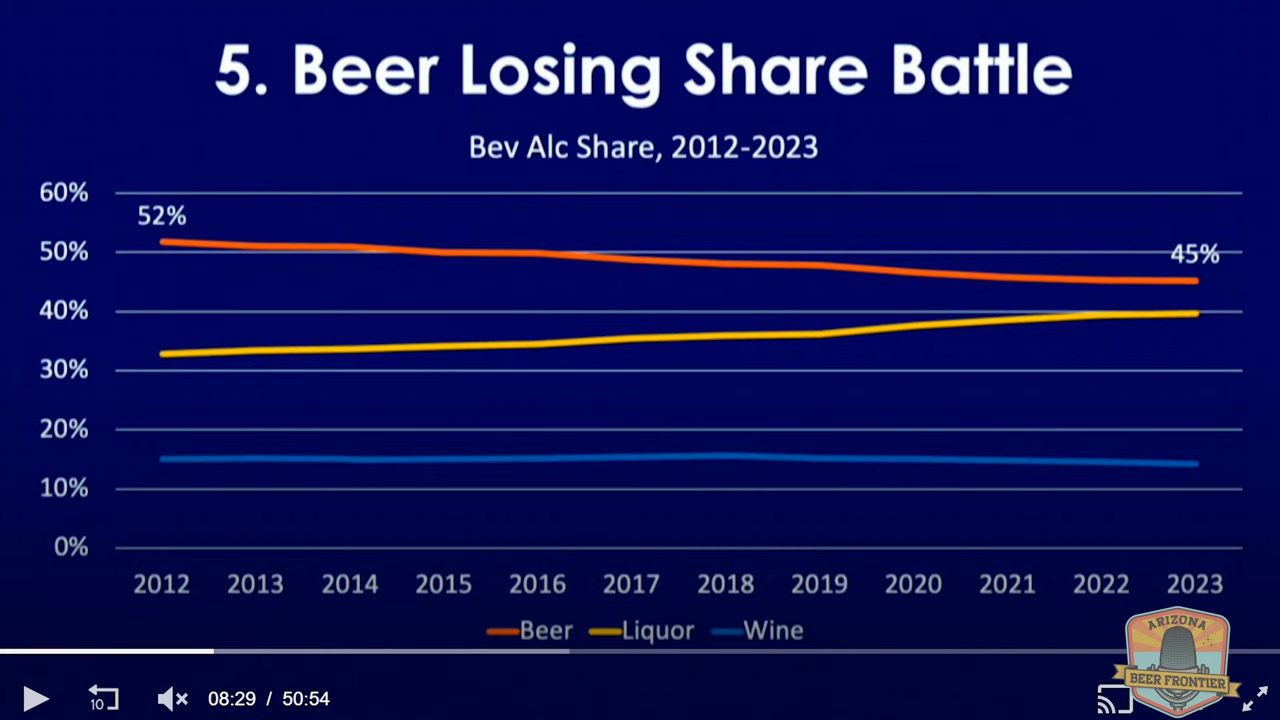 5. Beer Losing Share Battle
Bev Alc Share, 2012-2023
60%
52%
50%
45%
40%
30%
20%
10%
0%
2012 2013 2014 2015 2016 2017 2018 2019 2020 2021 2022 2023
Beer Liquor Wine
ARIZONA
BEER FRONTIER
10
08:29 / 50:54